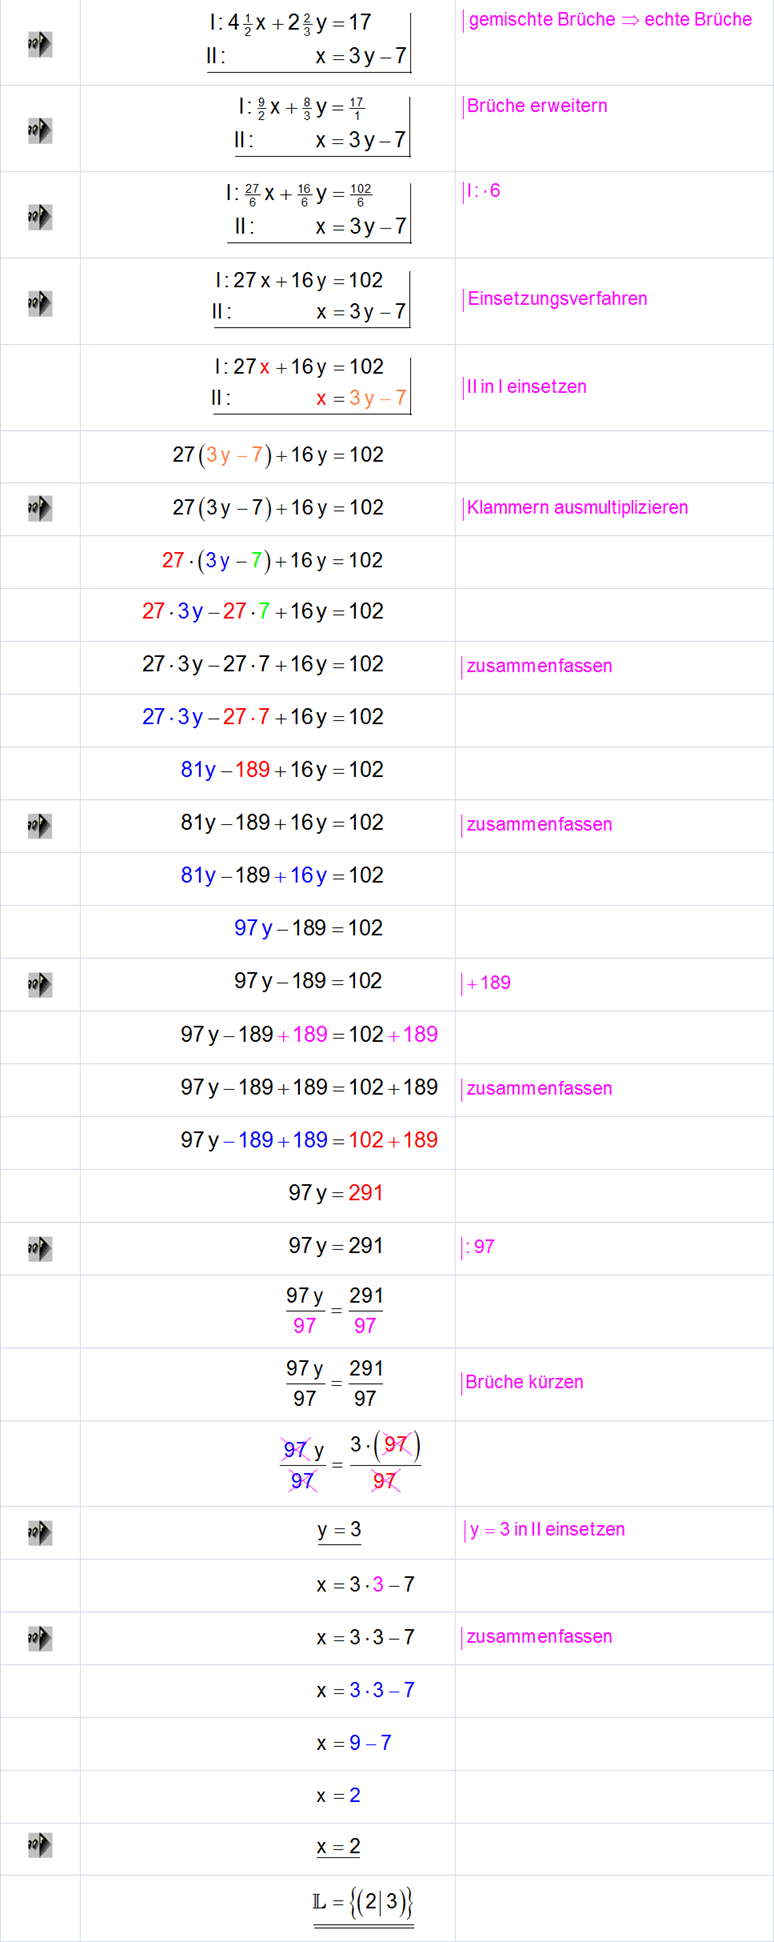 I: 4 1/2 x + 2 2/3 y = 17 | gemischte Brüche ⇒ echte Brüche
II: x = 3y − 7
I: 9/2 x + 8/3 y = 17/1 | Brüche erweitern
II: x = 3y − 7
I: 27/6 x + 16/6 y = 102/6 | I: · 6
II: x = 3y − 7
I: 27x + 16y = 102 | Einsetzungsverfahren
II: x = 3y − 7
I: 27x + 16y = 102 | II in I einsetzen
II: x = 3y − 7
27(3y − 7) + 16y = 102
27(3y − 7) + 16y = 102 | Klammern ausmultiplizieren
27 · (3y − 7) + 16y = 102
27 · 3y − 27 · 7 + 16y = 102
27 · 3y − 27 · 7 + 16y = 102 | zusammenfassen
27 · 3y − 27 · 7 + 16y = 102
81y − 189 + 16y = 102
81y − 189 + 16y = 102 | zusammenfassen
81y − 189 + 16y = 102
97y − 189 = 102
97y − 189 = 102 | + 189
97y − 189 + 189 = 102 + 189
97y − 189 + 189 = 102 + 189 | zusammenfassen
97y − 189 + 189 = 102 + 189
97y = 291
97y = 291 | : 97
97y/97 = 291/97
97y/97 = 291/97 | Brüche kürzen
97y/97 = 3 · (97)/97
y = 3 | y = 3 in II einsetzen
x = 3 · 3 − 7
x = 3 · 3 − 7 | zusammenfassen
x = 3 · 3 − 7
x = 9 − 7
x = 2
x = 2
𝕃 = {(2|3)}